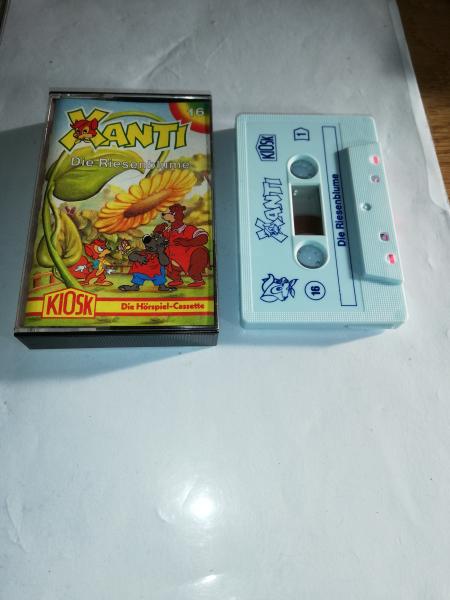 16
XANTI
Die Riesenblume
KIOSK
Die Hörspiel-Cassette
KIOSK
1
XANTI
Die Riesenblume
16